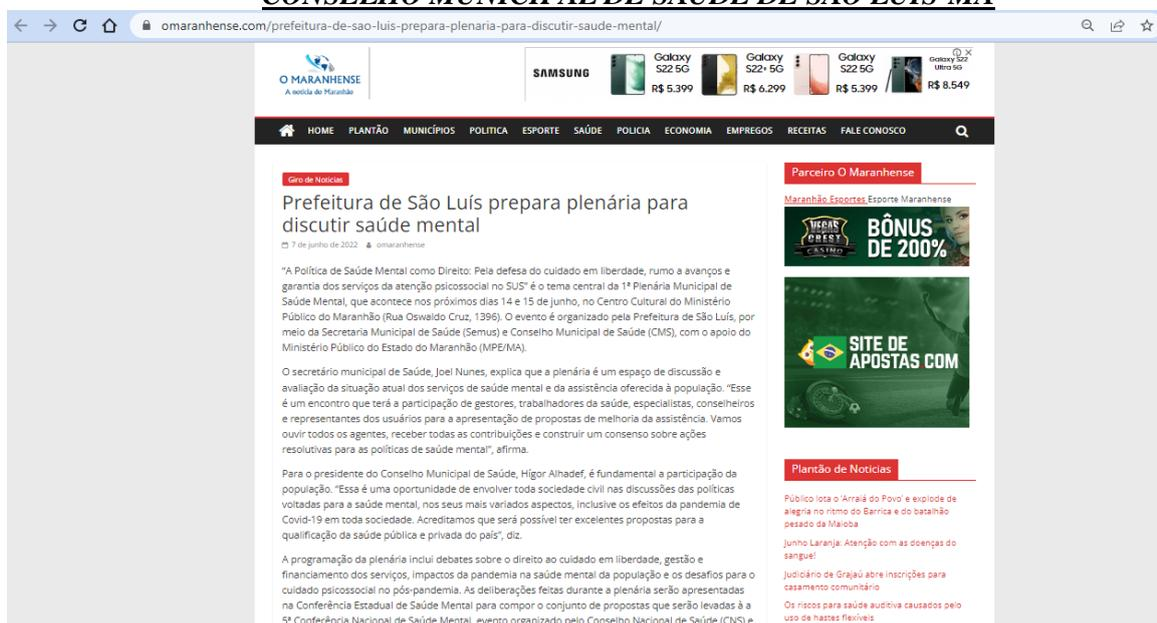 CONSELHO MUNICIPAL DE SAÚDE DE SÃO LUÍS-MA
omaranhense.com/prefeitura-de-sao-luis-prepara-plenaria-para-discutir-saude-mental/
O MARANHENSE
A notícia do Maranhão
SAMSUNG
Galaxy S22 5G
R$ 5.399
Galaxy S22+ 5G
R$ 6.299
Galaxy S22 5G
R$ 5.399
Galaxy S22 Ultra 5G
R$ 8.549
HOME PLANTÃO MUNICÍPIOS POLITICA ESPORTE SAÚDE POLICIA ECONOMIA EMPREGOS RECEITAS FALE CONOSCO
Giro de Noticias
Prefeitura de São Luís prepara plenária para
discutir saúde mental
7 de junho de 2022 omaranhense
“A Política de Saúde Mental como Direito: Pela defesa do cuidado em liberdade, rumo a avanços e
garantia dos serviços da atenção psicossocial no SUS” é o tema central da 1ª Plenária Municipal de
Saúde Mental, que acontece nos próximos dias 14 e 15 de junho, no Centro Cultural do Ministério
Público do Maranhão (Rua Oswaldo Cruz, 1396). O evento é organizado pela Prefeitura de São Luís, por
meio da Secretaria Municipal de Saúde (Semus) e Conselho Municipal de Saúde (CMS), com o apoio do
Ministério Público do Estado do Maranhão (MPE/MA).
O secretário municipal de Saúde, Joel Nunes, explica que a plenária é um espaço de discussão e
avaliação da situação atual dos serviços de saúde mental e da assistência oferecida à população. “Esse
é um encontro que terá a participação de gestores, trabalhadores da saúde, especialistas, conselheiros
e representantes dos usuários para a apresentação de propostas de melhoria da assistência. Vamos
ouvir todos os agentes, receber todas as contribuições e construir um consenso sobre ações
resolutivas para as políticas de saúde mental”, afirma.
Para o presidente do Conselho Municipal de Saúde, Hígor Alhadef, é fundamental a participação da
população. “Essa é uma oportunidade de envolver toda sociedade civil nas discussões das políticas
voltadas para a saúde mental, nos seus mais variados aspectos, inclusive os efeitos da pandemia de
Covid-19 em toda sociedade. Acreditamos que será possível ter excelentes propostas para a
qualificação da saúde pública e privada do país”, diz.
A programação da plenária inclui debates sobre o direito ao cuidado em liberdade, gestão e
financiamento dos serviços, impactos da pandemia na saúde mental da população e os desafios para o
cuidado psicossocial no pós-pandemia. As deliberações feitas durante a plenária serão apresentadas
na Conferência Estadual de Saúde Mental para compor o conjunto de propostas que serão levadas à a
5ª Conferência Nacional de Saúde Mental, evento organizado pelo Conselho Nacional de Saúde (CNS) e
Parceiro O Maranhense
Maranhão Esportes Esporte Maranhense
VEGAS CREST CASINO
BÔNUS
DE 200%
SITE DE
APOSTAS.COM
Plantão de Noticias
Público lota o ‘Arraiá do Povo’ e explode de
alegria no ritmo do Barrica e do batalhão
pesado da Maioba
Junho Laranja: Atenção com as doenças do
sangue!
Judiciário de Grajaú abre inscrições para
casamento comunitário
Os riscos para saúde auditiva causados pelo
uso de hastes flexíveis